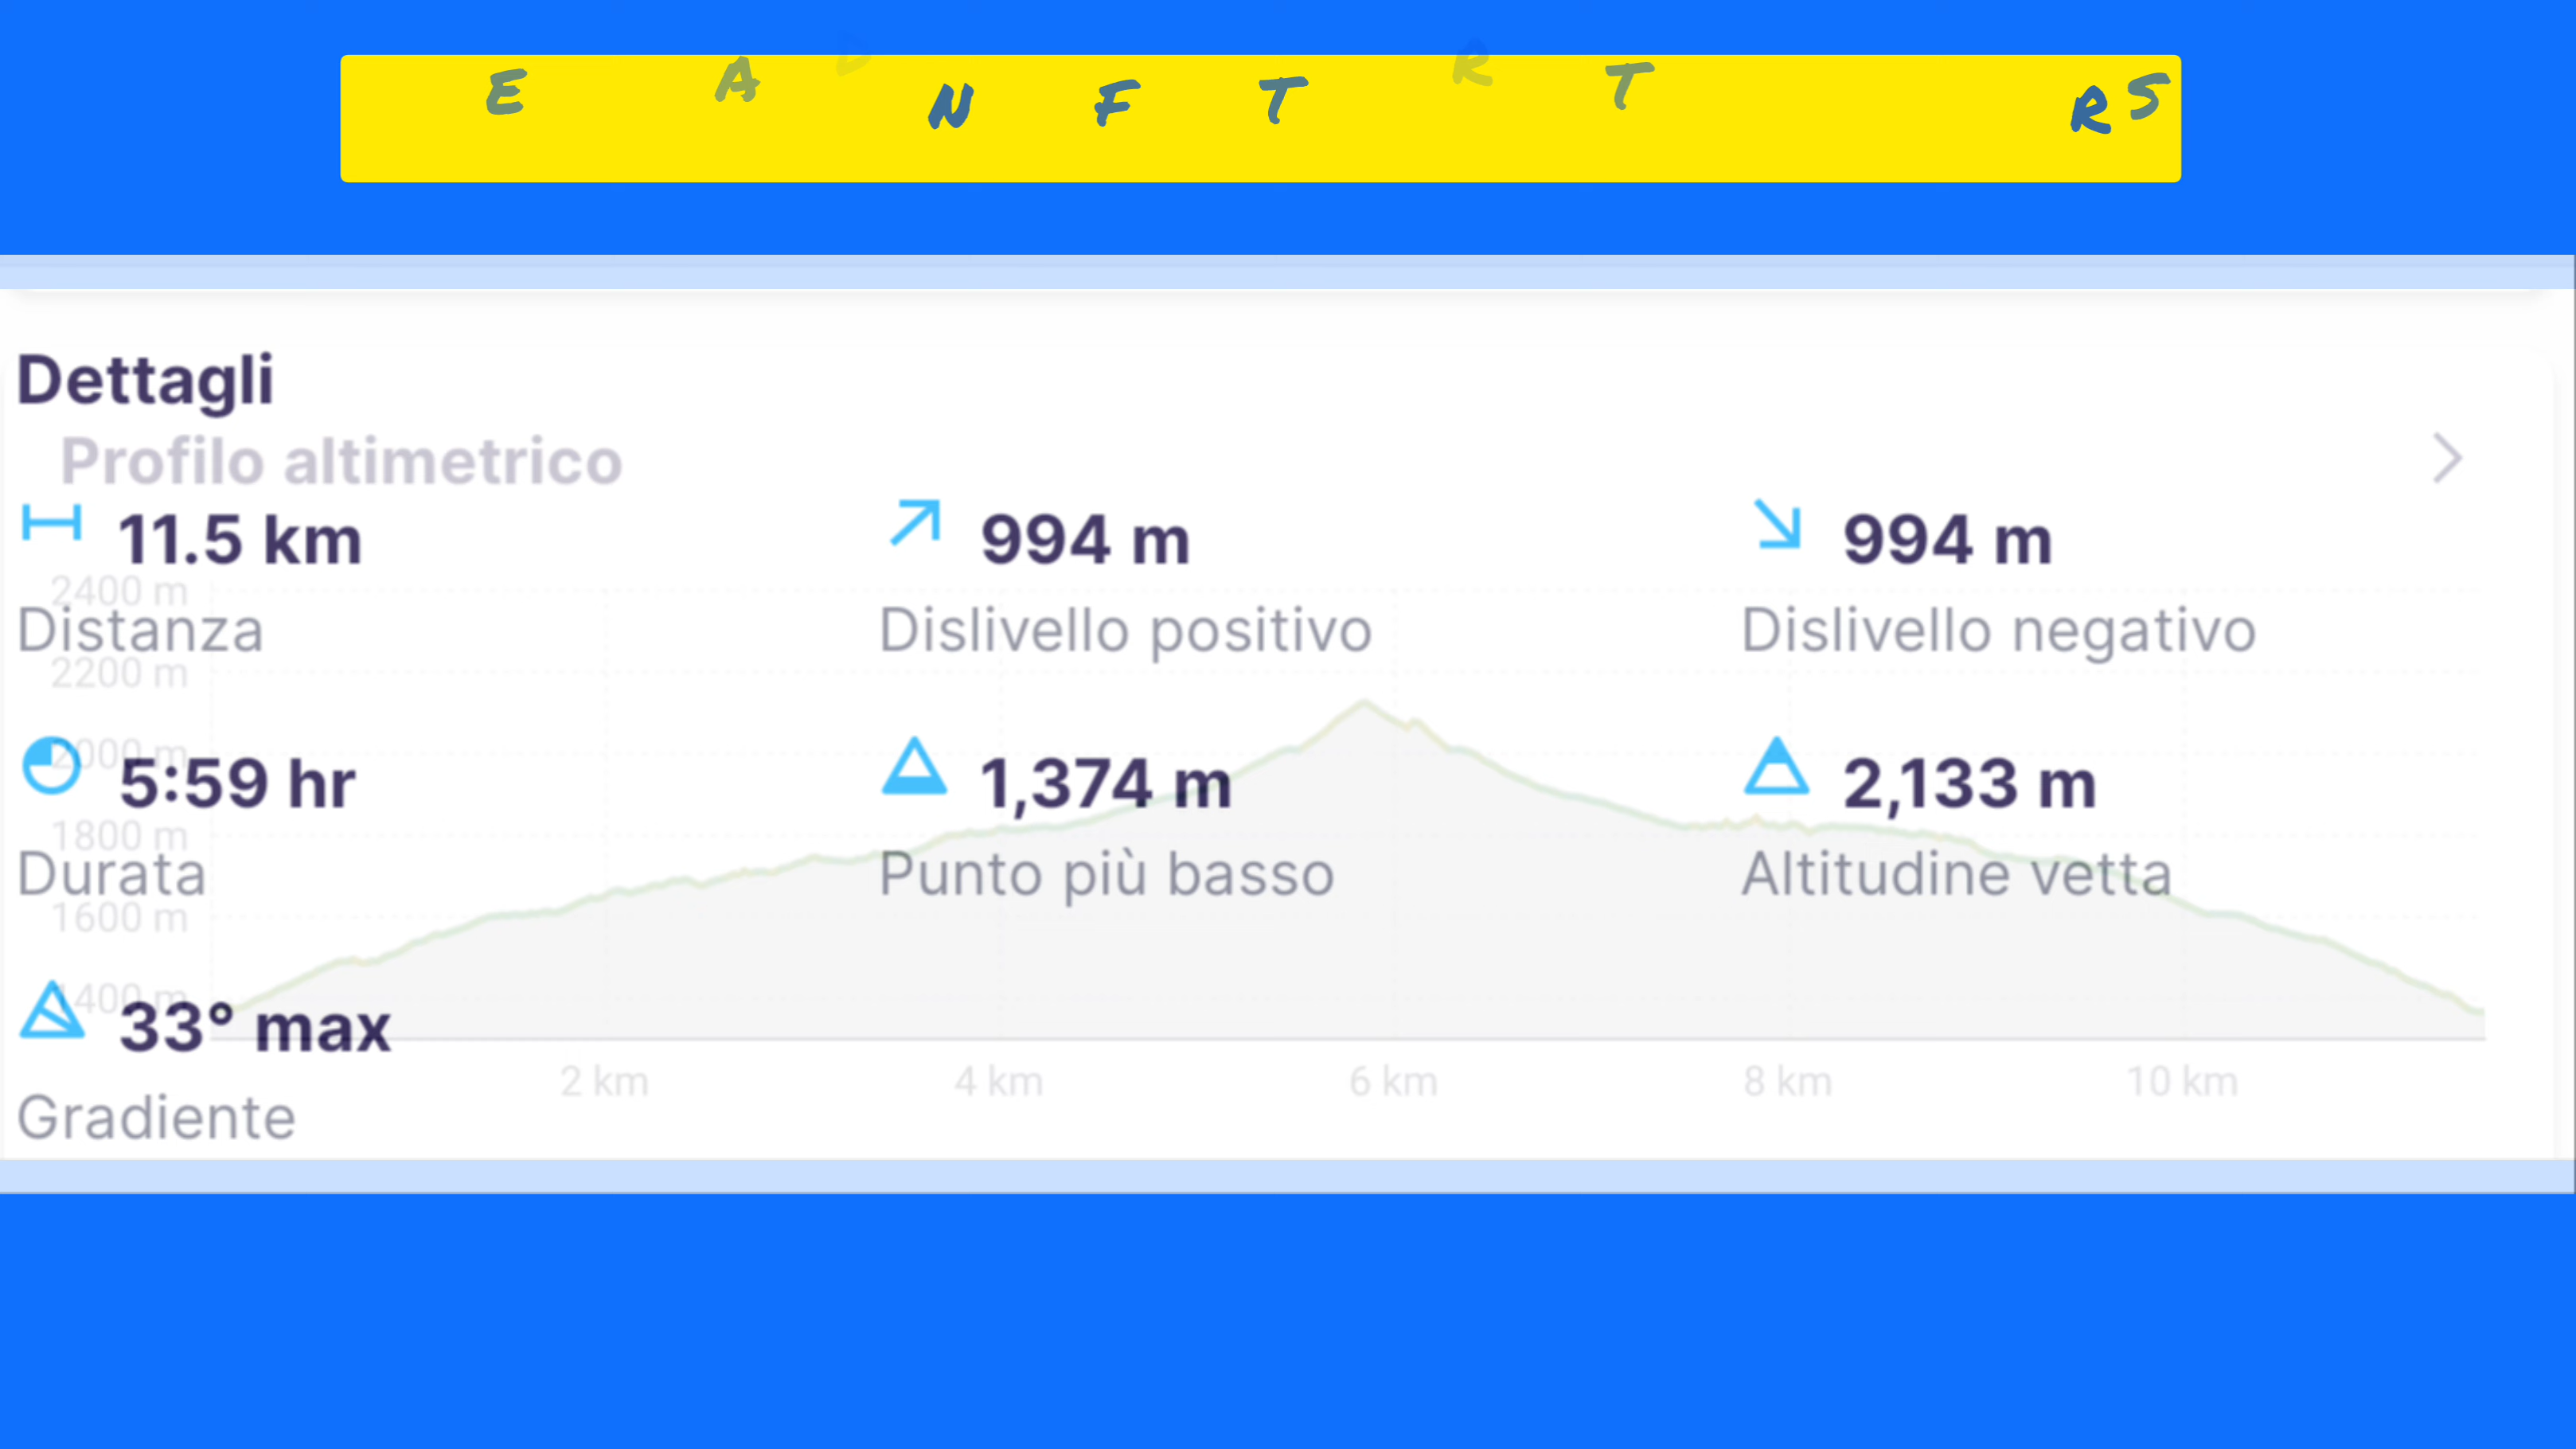 E A D N F T R T R S
Dettagli
Profilo altimetrico
11.5 km 994 m 994 m
2400 m
Distanza Dislivello positivo Dislivello negativo
2200 m
2000 m
5:59 hr 1,374 m 2,133 m
1800 m
Durata Punto più basso Altitudine vetta
1600 m
1400 m
33° max
2 km 4 km 6 km 8 km 10 km
Gradiente